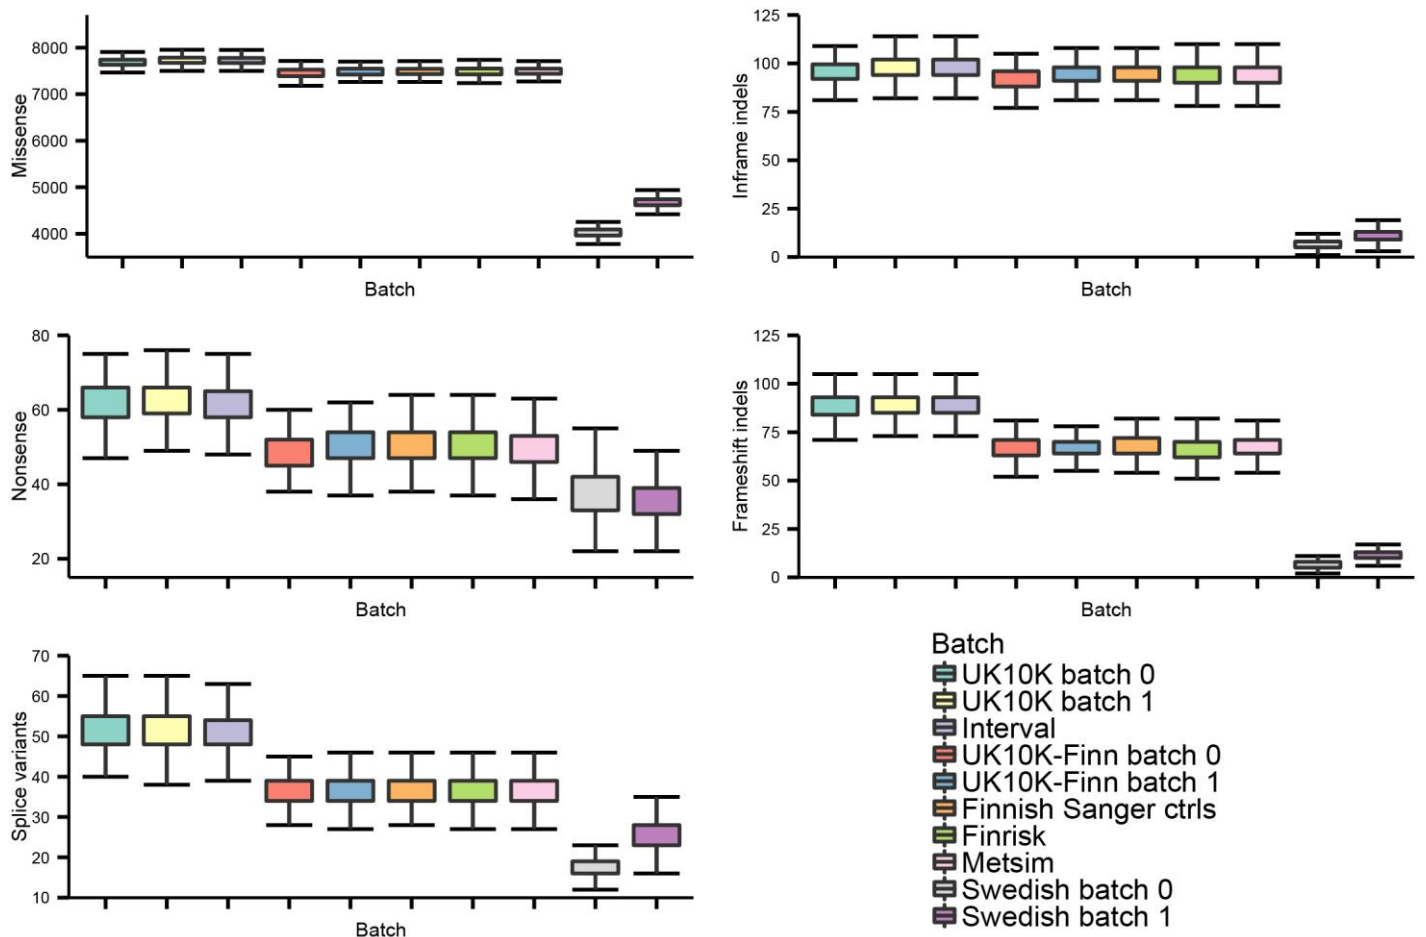 8000
7000
6000
5000
4000
Missense
Batch
125
100
75
50
25
0
Inframe indels
Batch
80
60
40
20
Nonsense
Batch
125
100
75
50
25
0
Frameshift indels
Batch
70
60
50
40
30
20
10
Splice variants
Batch
Batch
UK10K batch 0
UK10K batch 1
Interval
UK10K-Finn batch 0
UK10K-Finn batch 1
Finnish Sanger ctrls
Finrisk
Metsim
Swedish batch 0
Swedish batch 1